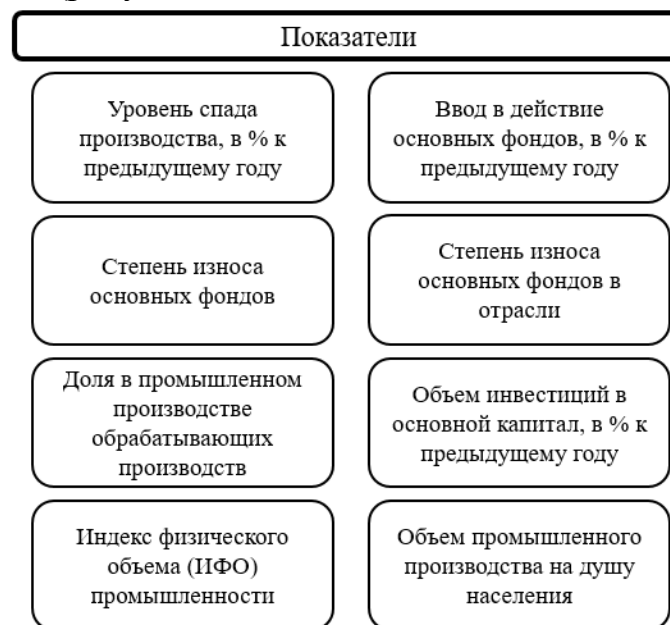 Показатели
Уровень спада
производства, в % к
предыдущему году
Ввод в действие
основных фондов, в % к
предыдущему году
Степень износа
основных фондов
Степень износа
основных фондов в
отрасли
Доля в промышленном
производстве
обрабатывающих
производств
Объем инвестиций в
основной капитал, в % к
предыдущему году
Индекс физического
объема (ИФО)
промышленности
Объем промышленного
производства на душу
населения